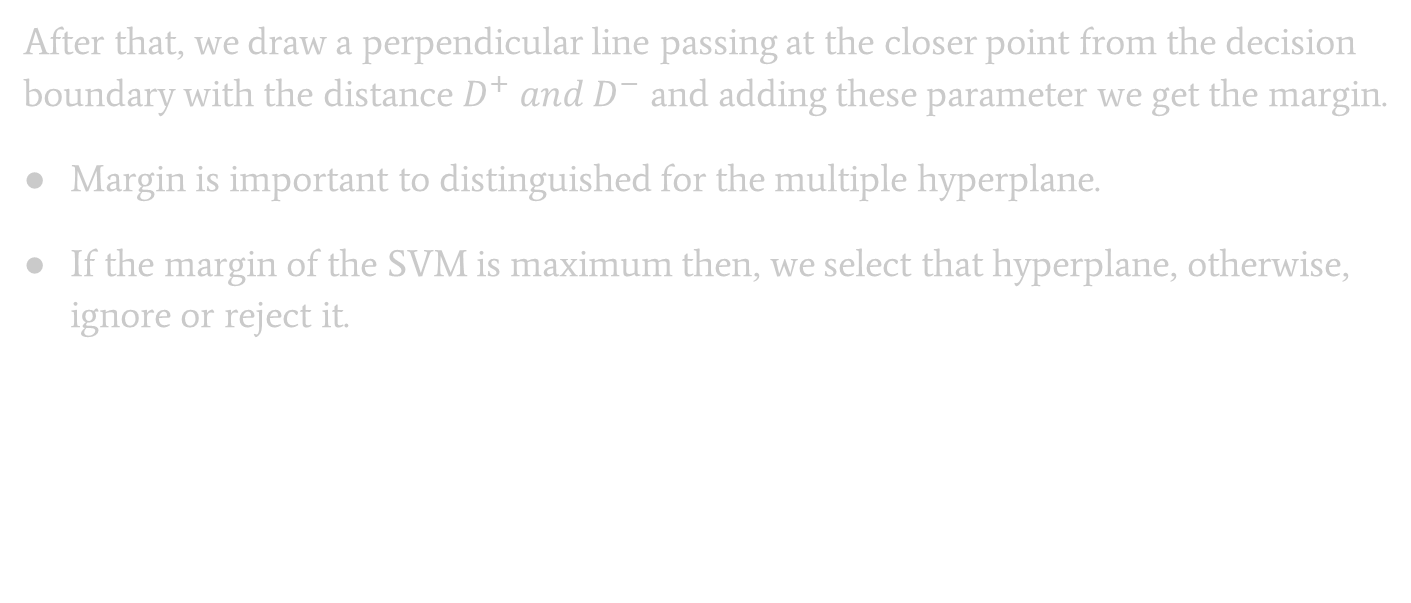 After that, we draw a perpendicular line passing at the closer point from the decision
boundary with the distance D⁺ and D⁻ and adding these parameter we get the margin.
● Margin is important to distinguished for the multiple hyperplane.
● If the margin of the SVM is maximum then, we select that hyperplane, otherwise,
ignore or reject it.